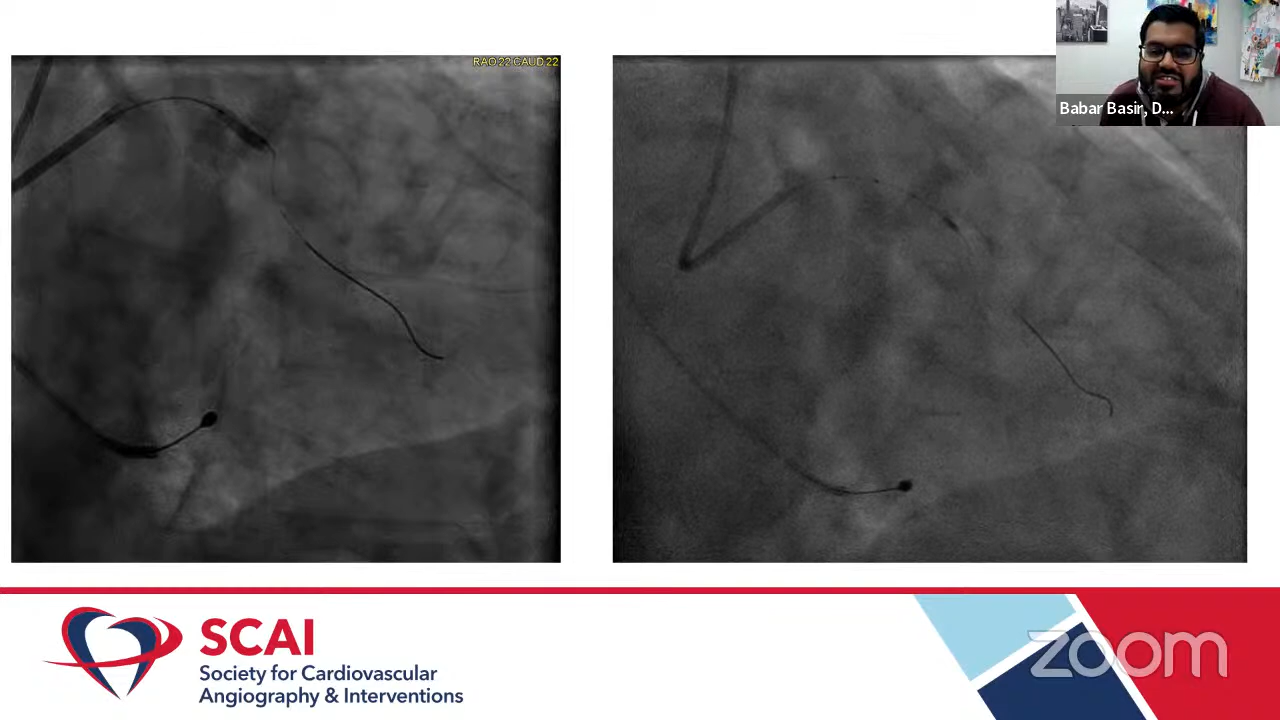 RAO 22 CAUD 22
Babar Basir, D...
SCAI
Society for Cardiovascular
Angiography & Interventions
zoom